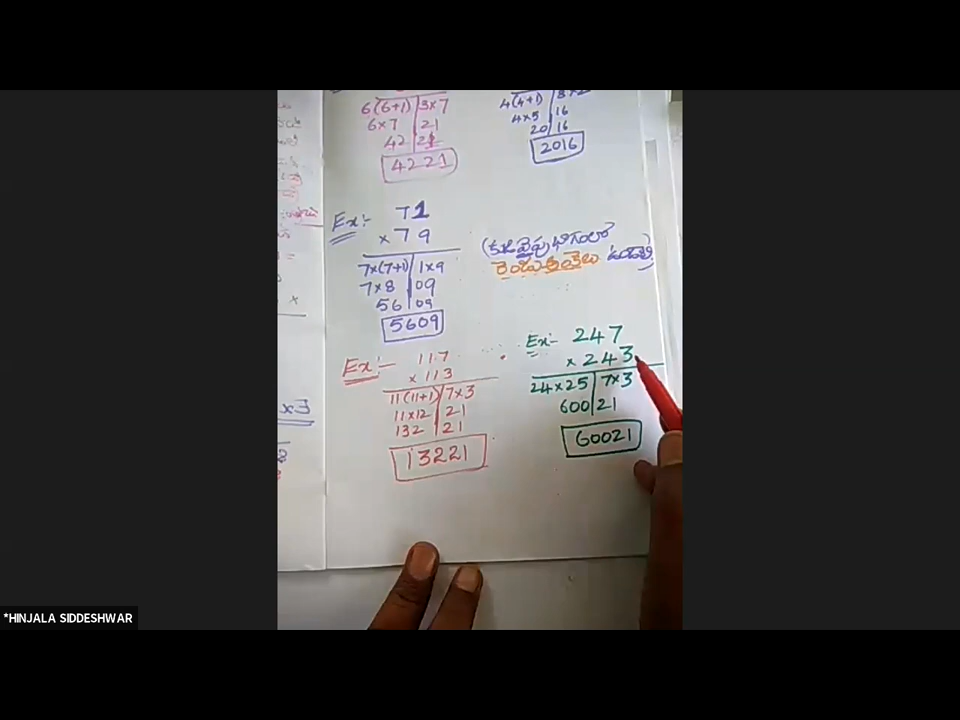 6(6+1) | 3×7
6×7 | 21
42 | 21
4221
4(4+1)
4×5 | 16
20 | 16
2016
Ex:- 71
× 79
7×(7+1) | 1×9
7×8 | 09
56 | 09
5609
(కుడి వైపు భాగంలో
రెండు అంకెలు ఉండాలి)
Ex:- 117
× 113
11(11+1) | 7×3
11×12 | 21
132 | 21
13221
Ex:- 247
× 243
24×25 | 7×3
600 | 21
60021
Ex
*HINJALA SIDDESHWAR